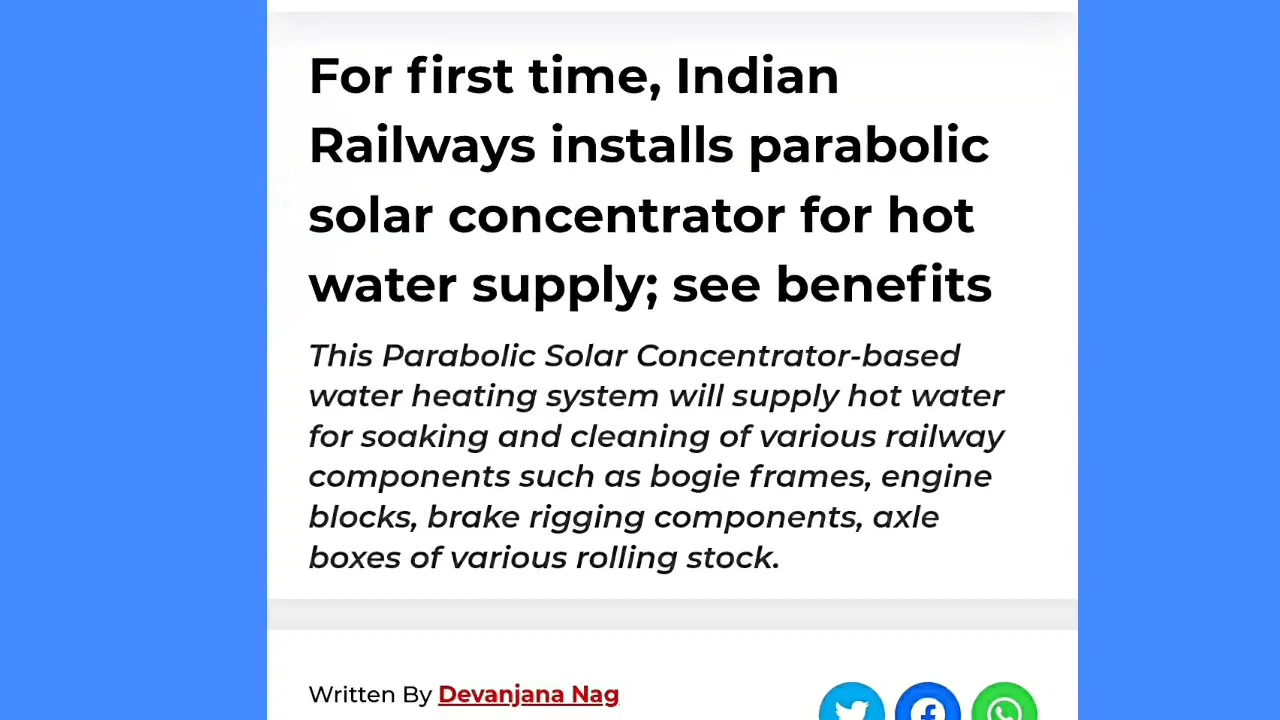 For first time, Indian
Railways installs parabolic
solar concentrator for hot
water supply; see benefits
This Parabolic Solar Concentrator-based
water heating system will supply hot water
for soaking and cleaning of various railway
components such as bogie frames, engine
blocks, brake rigging components, axle
boxes of various rolling stock.
Written By Devanjana Nag